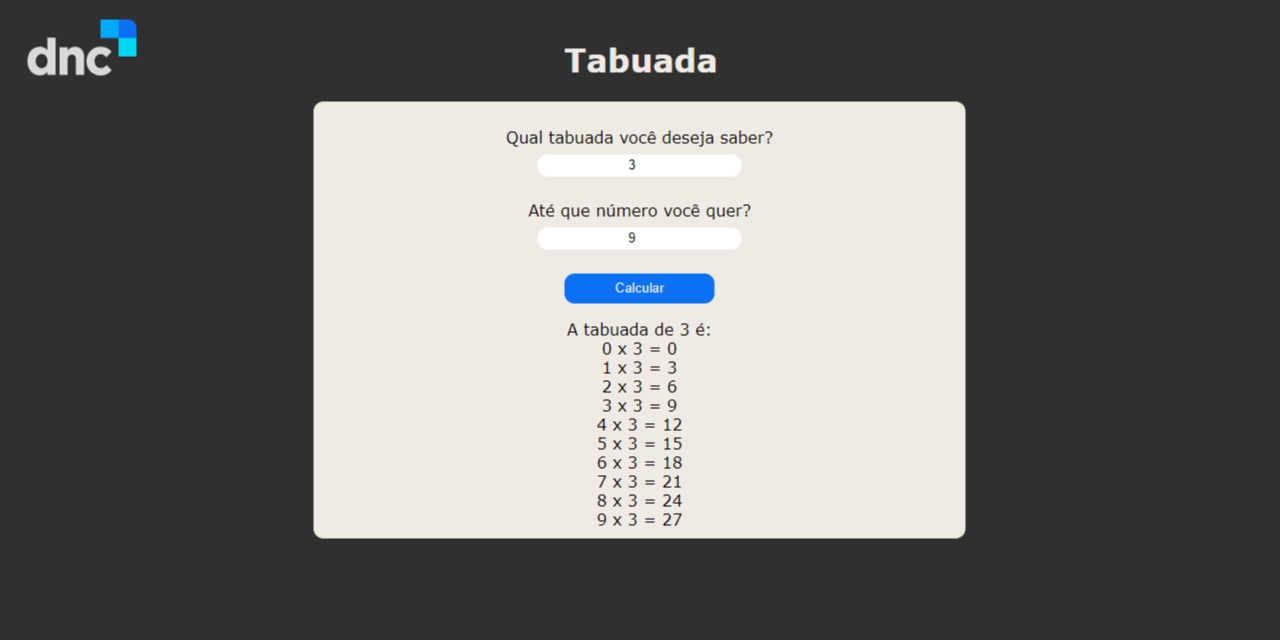 dnc
Tabuada
Qual tabuada você deseja saber?
3
Até que número você quer?
9
Calcular
A tabuada de 3 é:
0 x 3 = 0
1 x 3 = 3
2 x 3 = 6
3 x 3 = 9
4 x 3 = 12
5 x 3 = 15
6 x 3 = 18
7 x 3 = 21
8 x 3 = 24
9 x 3 = 27